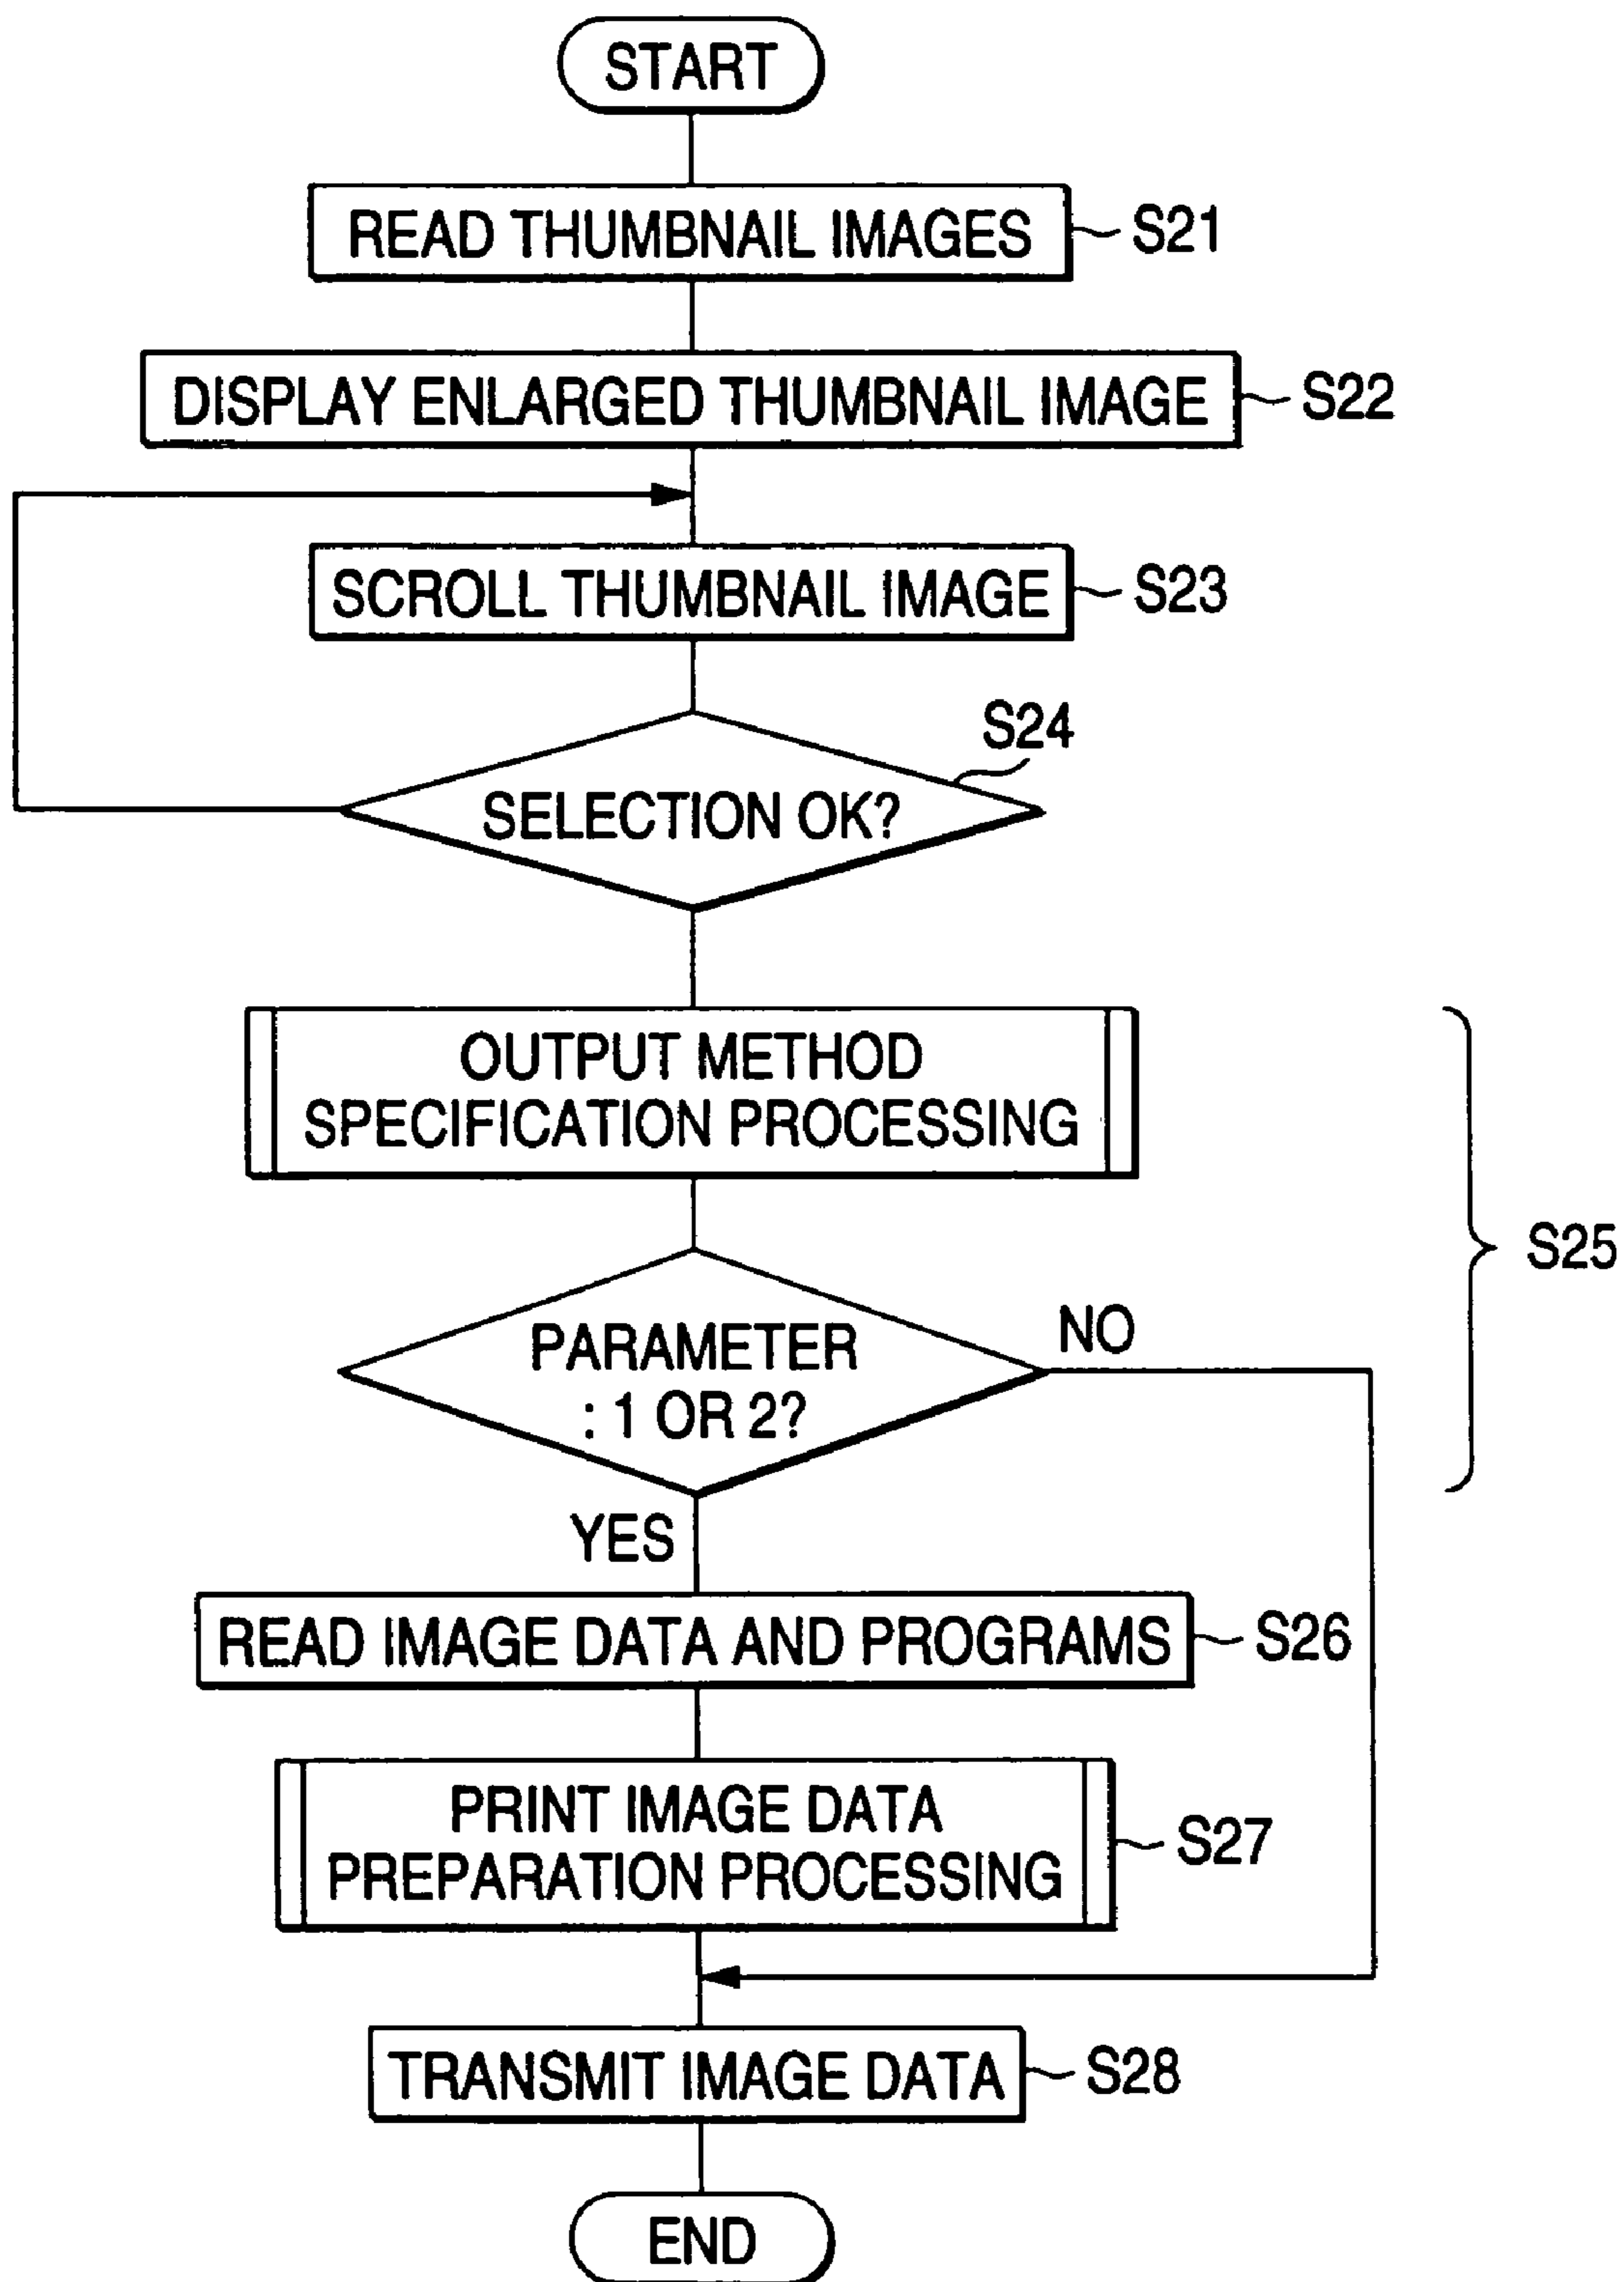 START
READ THUMBNAIL IMAGES
S21
DISPLAY ENLARGED THUMBNAIL IMAGE
S22
SCROLL THUMBNAIL IMAGE
S23
S24
SELECTION OK?
OUTPUT METHOD
SPECIFICATION PROCESSING
S25
PARAMETER
: 1 OR 2?
NO
YES
READ IMAGE DATA AND PROGRAMS
S26
PRINT IMAGE DATA
PREPARATION PROCESSING
S27
TRANSMIT IMAGE DATA
S28
END